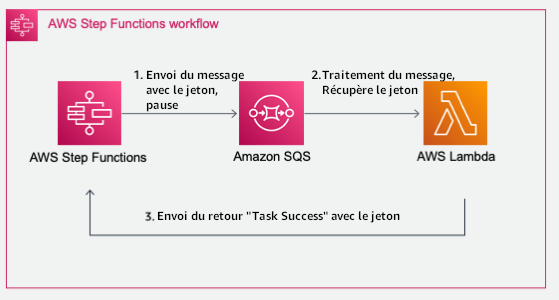 AWS Step Functions workflow
1. Envoi du message
avec le jeton,
pause
2.Traitement du message,
Récupère le jeton
AWS Step Functions
Amazon SQS
AWS Lambda
3. Envoi du retour "Task Success" avec le jeton